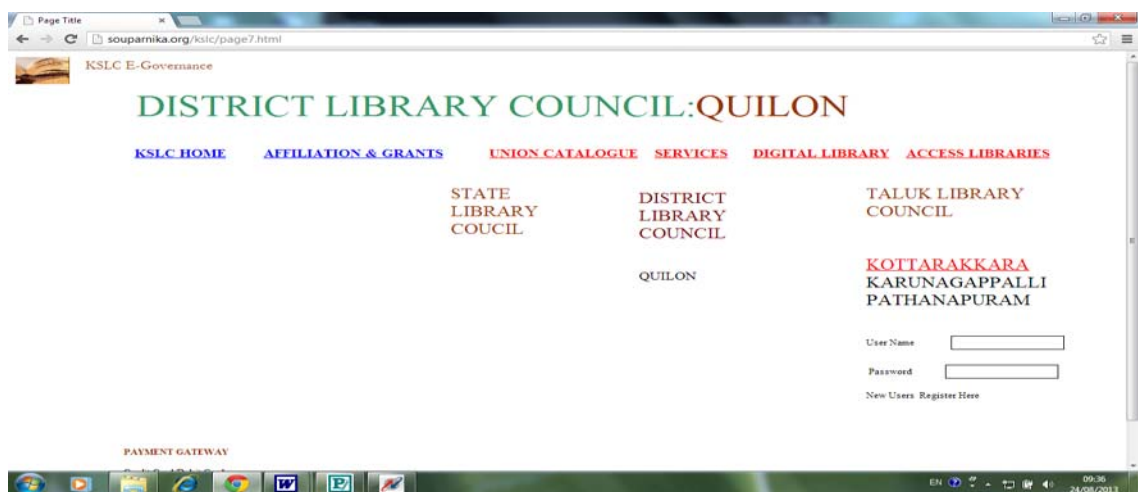 Page Title
souparnika.org/kslc/page7.html
KSLC E-Governance
DISTRICT LIBRARY COUNCIL:QUILON
KSLC HOME AFFILIATION & GRANTS UNION CATALOGUE SERVICES DIGITAL LIBRARY ACCESS LIBRARIES
STATE
LIBRARY
COUCIL
DISTRICT
LIBRARY
COUNCIL
QUILON
TALUK LIBRARY
COUNCIL
KOTTARAKKARA
KARUNAGAPPALLI
PATHANAPURAM
User Name
Password
New Users Register Here
PAYMENT GATEWAY
EN
09:36
24/08/2013